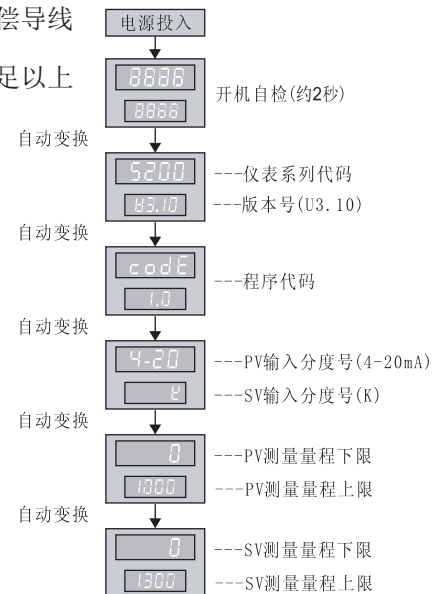 偿导线
电源投入
足以上
8888
8888
开机自检(约2秒)
自动变换
S200
---仪表系列代码
U3.10
---版本号(U3.10)
自动变换
codE
1.0
---程序代码
自动变换
4-20
---PV输入分度号(4-20mA)
K
---SV输入分度号(K)
自动变换
0
---PV测量量程下限
1000
---PV测量量程上限
自动变换
0
---SV测量量程下限
1300
---SV测量量程上限